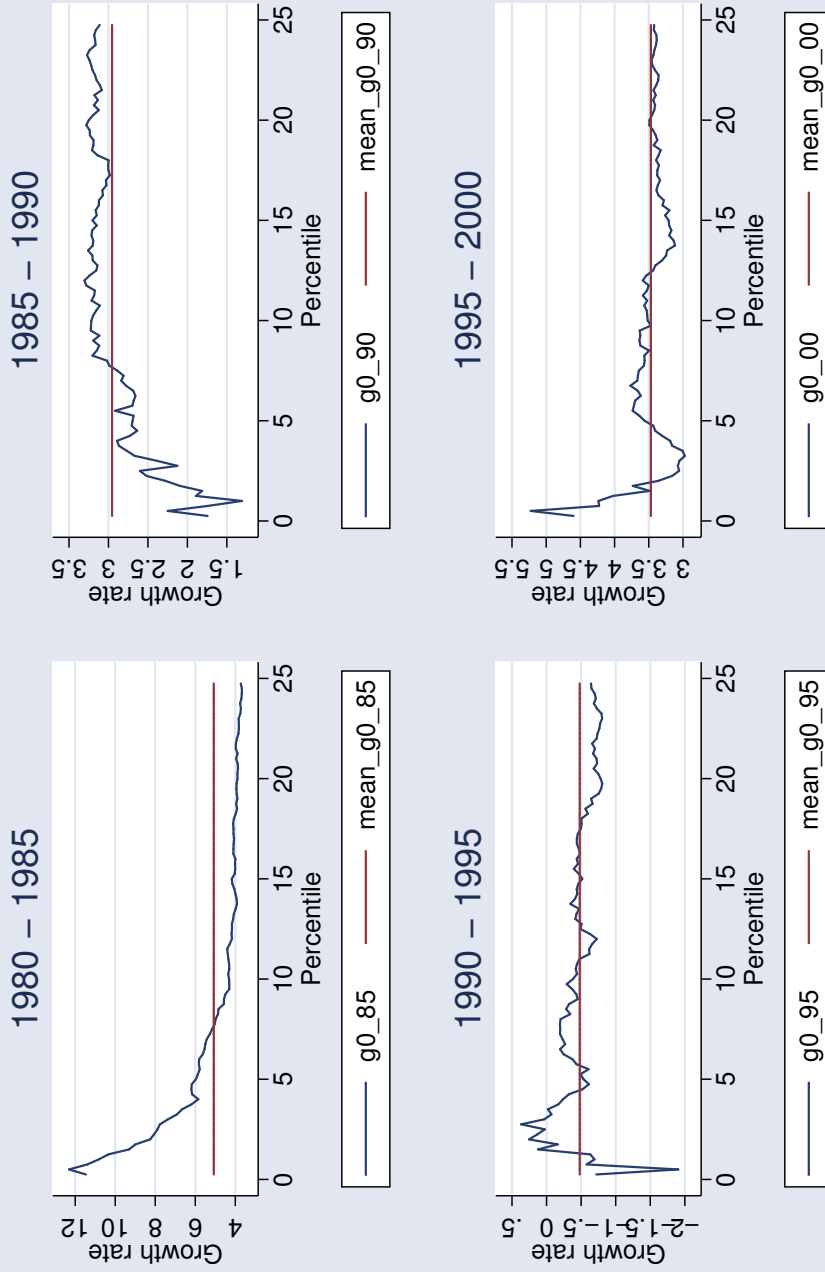 1980 – 1985
Growth rate
12
10
8
6
4
0 5 10 15 20 25
Percentile
g0_85 mean_g0_85
1985 – 1990
Growth rate
3.5
3
2.5
2
1.5
0 5 10 15 20 25
Percentile
g0_90 mean_g0_90
1990 – 1995
Growth rate
.5
0
−.5
−1
−1.5
−2
0 5 10 15 20 25
Percentile
g0_95 mean_g0_95
1995 – 2000
Growth rate
5.5
5
4.5
4
3.5
3
0 5 10 15 20 25
Percentile
g0_00 mean_g0_00